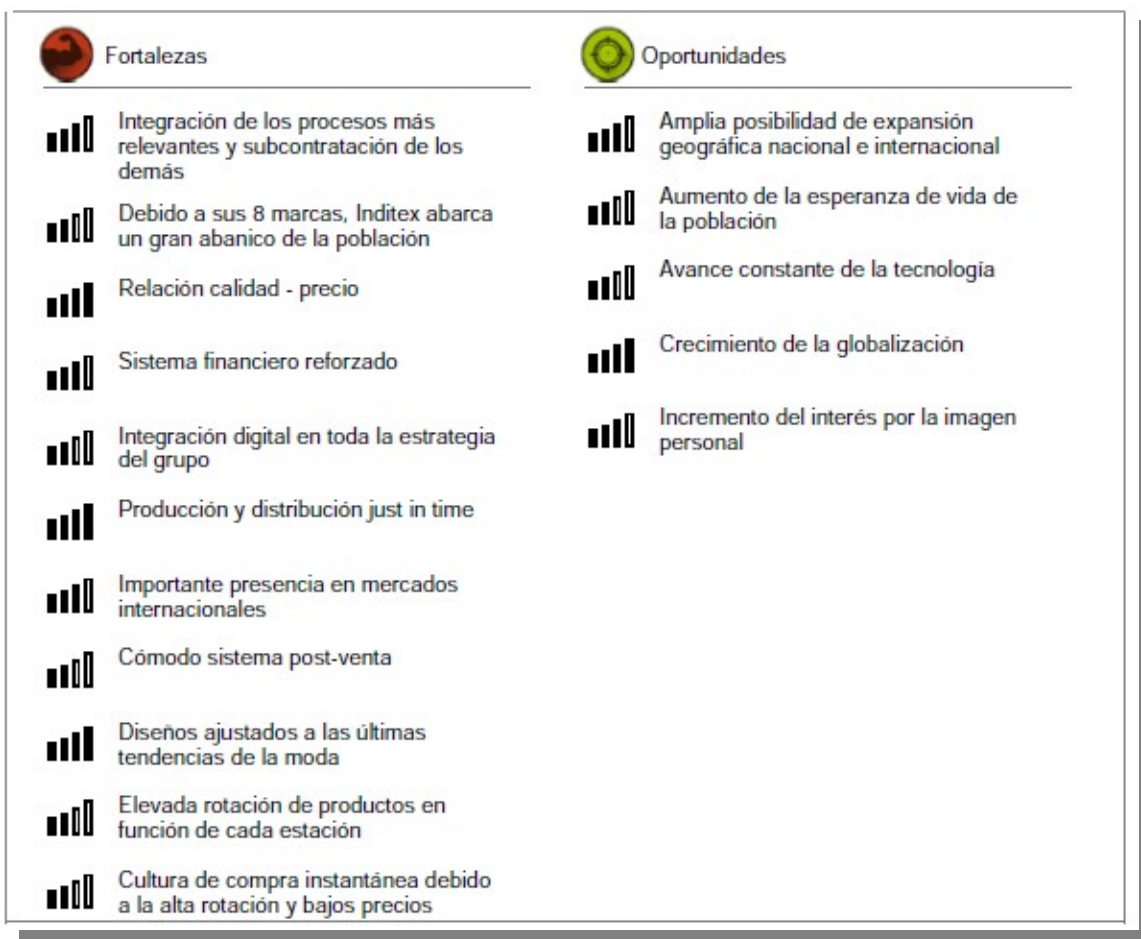 Fortalezas
Integración de los procesos más
relevantes y subcontratación de los
demás
Debido a sus 8 marcas, Inditex abarca
un gran abanico de la población
Relación calidad - precio
Sistema financiero reforzado
Integración digital en toda la estrategia
del grupo
Producción y distribución just in time
Importante presencia en mercados
internacionales
Cómodo sistema post-venta
Diseños ajustados a las últimas
tendencias de la moda
Elevada rotación de productos en
función de cada estación
Cultura de compra instantánea debido
a la alta rotación y bajos precios
Oportunidades
Amplia posibilidad de expansión
geográfica nacional e internacional
Aumento de la esperanza de vida de
la población
Avance constante de la tecnología
Crecimiento de la globalización
Incremento del interés por la imagen
personal